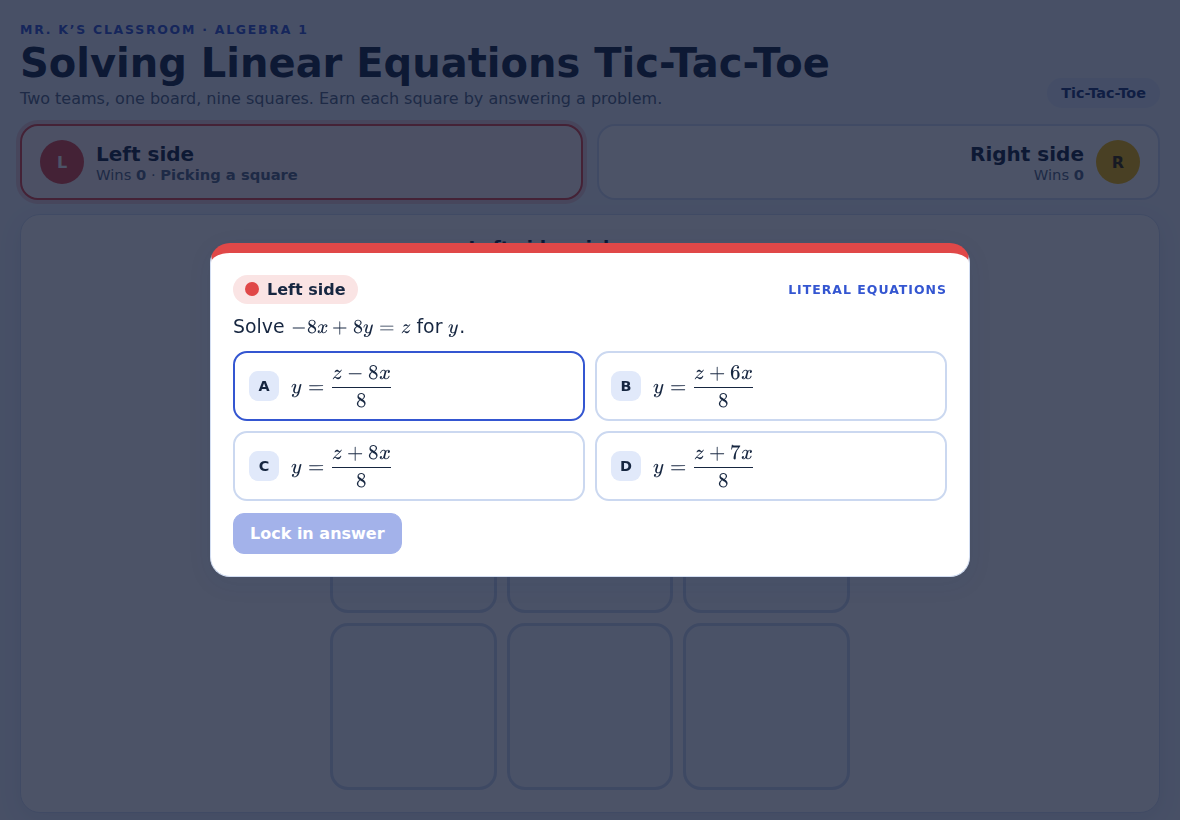 MR. K'S CLASSROOM · ALGEBRA 1
Solving Linear Equations Tic-Tac-Toe
Two teams, one board, nine squares. Earn each square by answering a problem.
Tic-Tac-Toe
L
Left side
Wins 0 · Picking a square
Right side
Wins 0
R
Left side
LITERAL EQUATIONS
Solve −8x + 8y = z for y.
A y = (z − 8x)/8
B y = (z + 6x)/8
C y = (z + 8x)/8
D y = (z + 7x)/8
Lock in answer